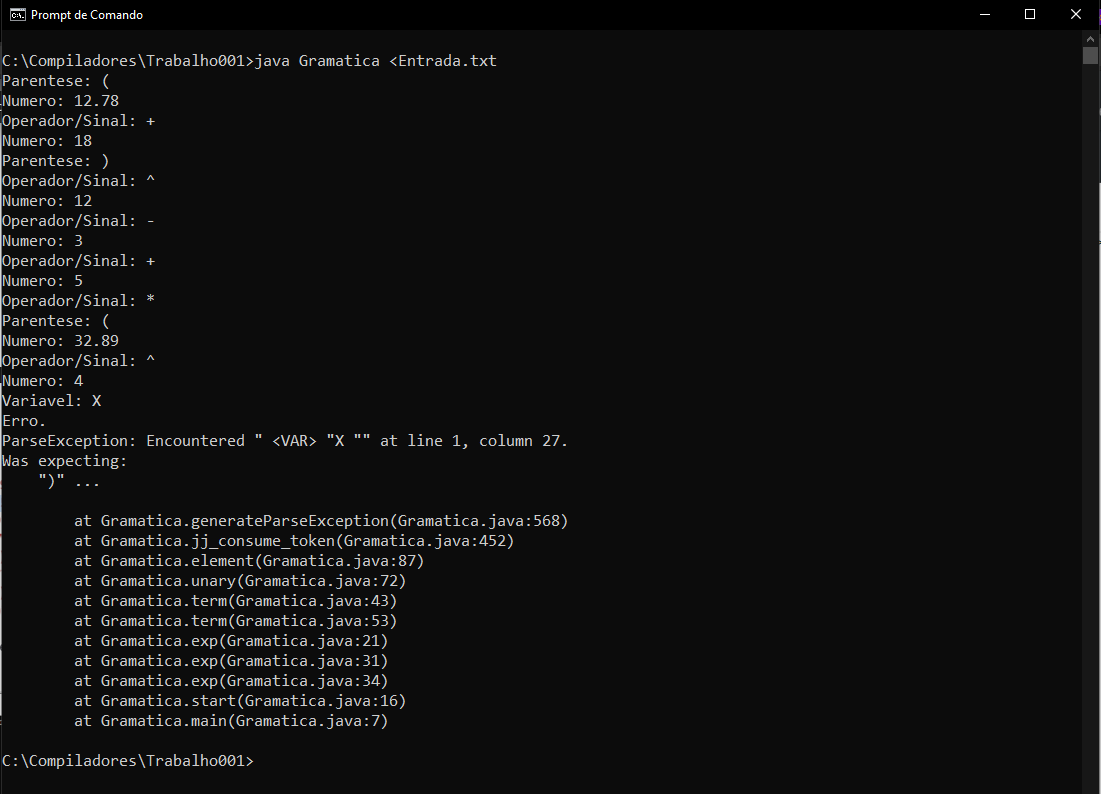 Prompt de Comando
C:\Compiladores\Trabalho001>java Gramatica <Entrada.txt
Parentese: (
Numero: 12.78
Operador/Sinal: +
Numero: 18
Parentese: )
Operador/Sinal: ^
Numero: 12
Operador/Sinal: -
Numero: 3
Operador/Sinal: +
Numero: 5
Operador/Sinal: *
Parentese: (
Numero: 32.89
Operador/Sinal: ^
Numero: 4
Variavel: X
Erro.
ParseException: Encountered " <VAR> "X "" at line 1, column 27.
Was expecting:
    ")" ...
        at Gramatica.generateParseException(Gramatica.java:568)
        at Gramatica.jj_consume_token(Gramatica.java:452)
        at Gramatica.element(Gramatica.java:87)
        at Gramatica.unary(Gramatica.java:72)
        at Gramatica.term(Gramatica.java:43)
        at Gramatica.term(Gramatica.java:53)
        at Gramatica.exp(Gramatica.java:21)
        at Gramatica.exp(Gramatica.java:31)
        at Gramatica.exp(Gramatica.java:34)
        at Gramatica.start(Gramatica.java:16)
        at Gramatica.main(Gramatica.java:7)
C:\Compiladores\Trabalho001>